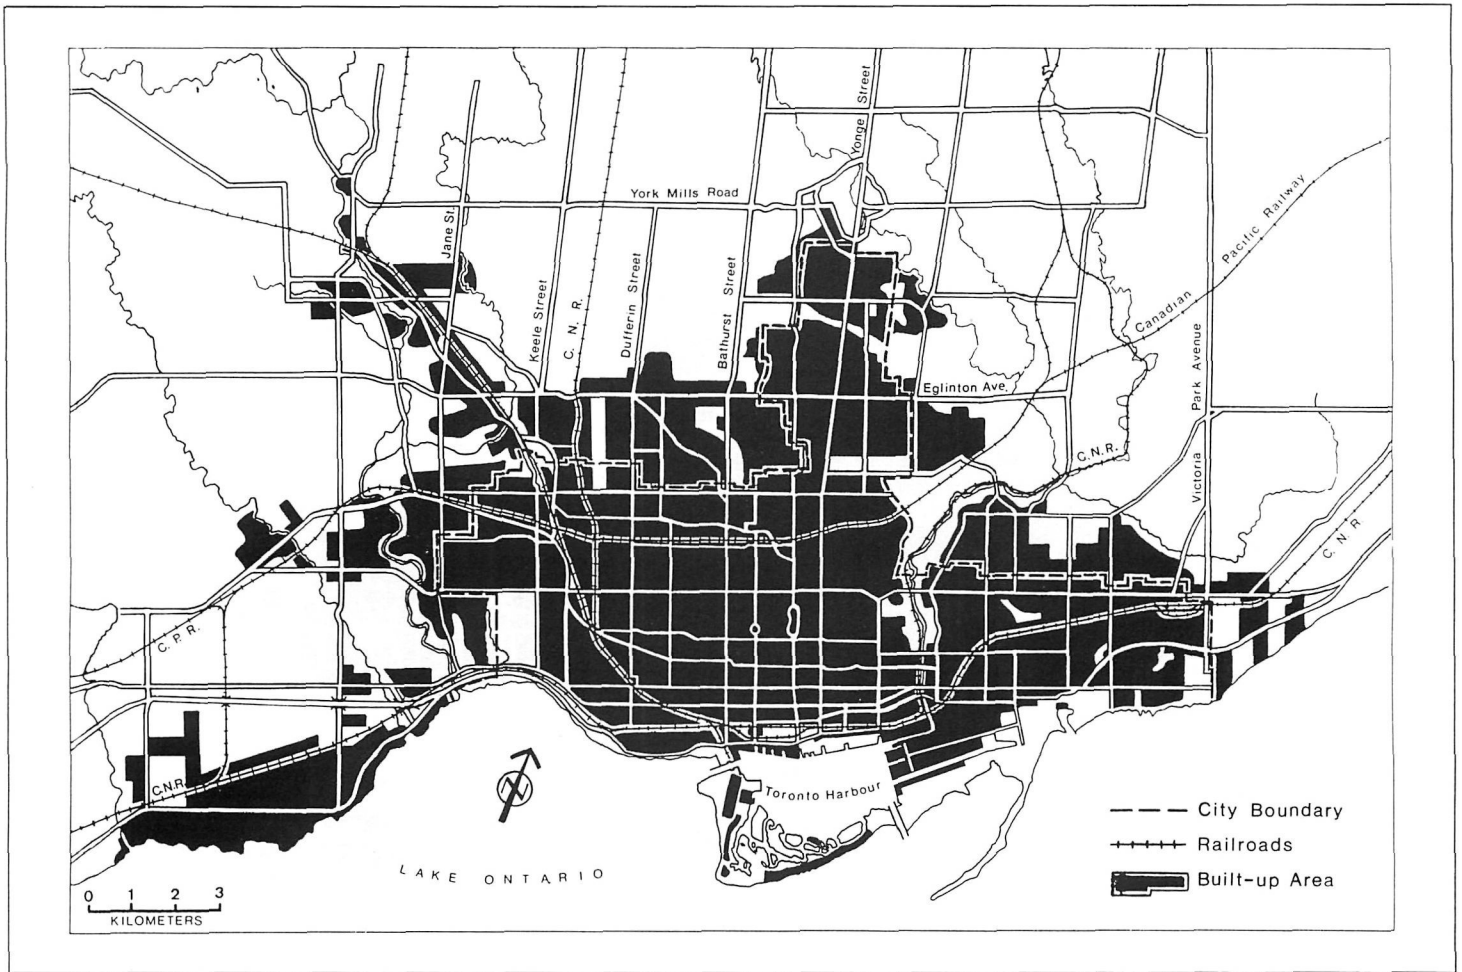 Yonge Street
York Mills Road
Jane St.
Keele Street
C. N. R.
Dufferin Street
Bathurst Street
Canadian Pacific Railway
Eglinton Ave.
Victoria Park Avenue
C.N.R.
C. N. R
C. P. R.
C.N.R.
N
Toronto Harbour
LAKE ONTARIO
City Boundary
Railroads
Built-up Area
0 1 2 3
KILOMETERS